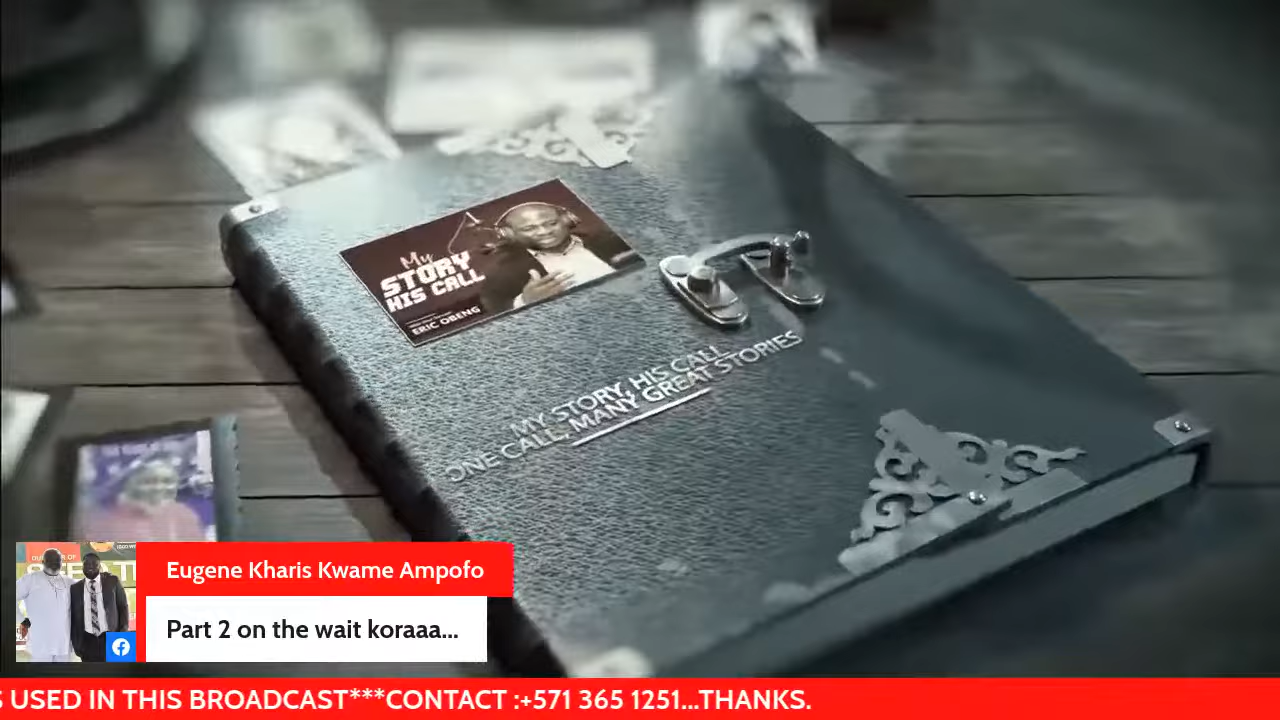 My
STORY
HIS CALL
ERIC OBENG
MY STORY, HIS CALL
ONE CALL, MANY GREAT STORIES
Eugene Kharis Kwame Ampofo
Part 2 on the wait koraaa...
S USED IN THIS BROADCAST***CONTACT :+571 365 1251...THANKS.